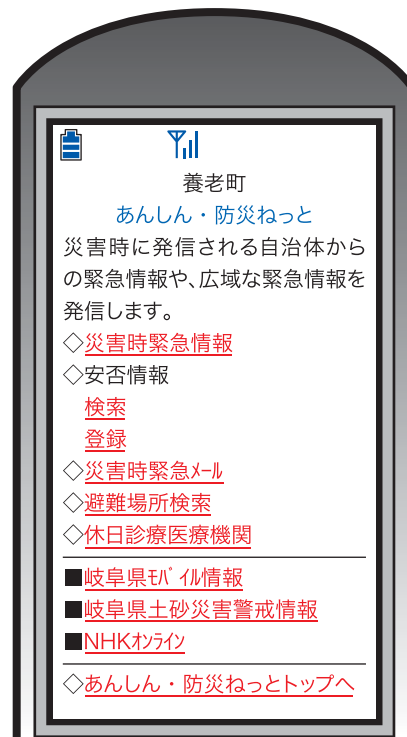 養老町
あんしん・防災ねっと
災害時に発信される自治体から
の緊急情報や、広域な緊急情報を
発信します。
◇災害時緊急情報
◇安否情報
検索
登録
◇災害時緊急ﾒｰﾙ
◇避難場所検索
◇休日診療医療機関
■岐阜県ﾓﾊﾞｲﾙ情報
■岐阜県土砂災害警戒情報
■NHKｵﾝﾗｲﾝ
◇あんしん・防災ねっとトップへ